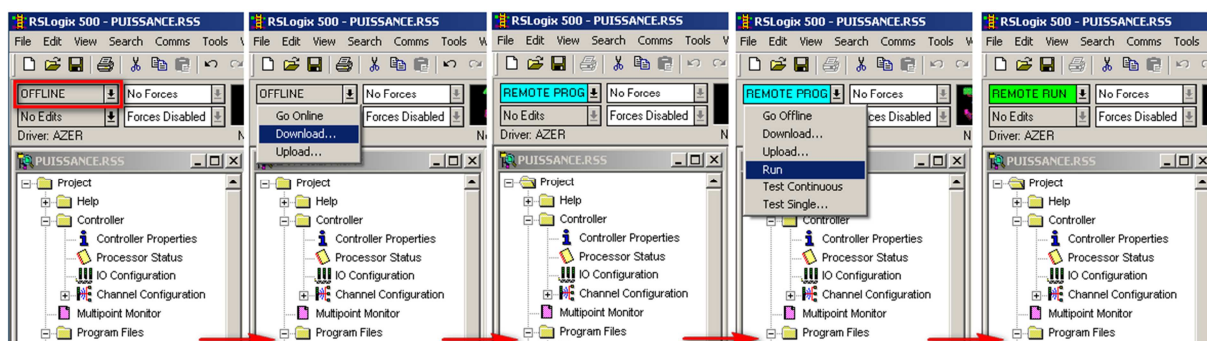 RSLogix 500 - PUISSANCE.RSS
File Edit View Search Comms Tools
OFFLINE No Forces
No Edits Forces Disabled
Driver: AZER
PUISSANCE.RSS
Project
Help
Controller
Controller Properties
Processor Status
IO Configuration
Channel Configuration
Multipoint Monitor
Program Files
RSLogix 500 - PUISSANCE.RSS
File Edit View Search Comms Tools
OFFLINE No Forces
Go Online Forces Disabled
Download...
Upload...
Project
Help
Controller
Controller Properties
Processor Status
IO Configuration
Channel Configuration
Multipoint Monitor
Program Files
RSLogix 500 - PUISSANCE.RSS
File Edit View Search Comms Tools
REMOTE PROG No Forces
No Edits Forces Disabled
Driver: AZER
PUISSANCE.RSS
Project
Help
Controller
Controller Properties
Processor Status
IO Configuration
Channel Configuration
Multipoint Monitor
Program Files
RSLogix 500 - PUISSANCE.RSS
File Edit View Search Comms Tools
REMOTE PROG No Forces
Go Offline Forces Disabled
Download...
Upload...
Run
Test Continuous
Test Single...
Controller
Controller Properties
Processor Status
IO Configuration
Channel Configuration
Multipoint Monitor
Program Files
RSLogix 500 - PUISSANCE.RSS
File Edit View Search Comms Tools
REMOTE RUN No Forces
No Edits Forces Disabled
Driver: AZER
PUISSANCE.RSS
Project
Help
Controller
Controller Properties
Processor Status
IO Configuration
Channel Configuration
Multipoint Monitor
Program Files